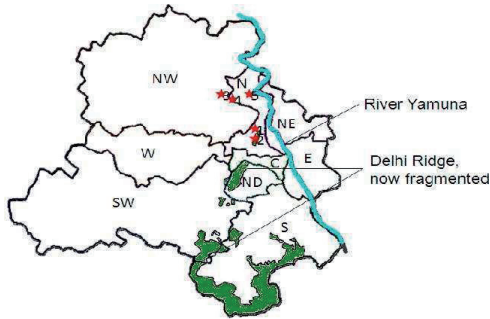 NW
N
NE
River Yamuna
W
C
E
Delhi Ridge,
now fragmented
ND
SW
S